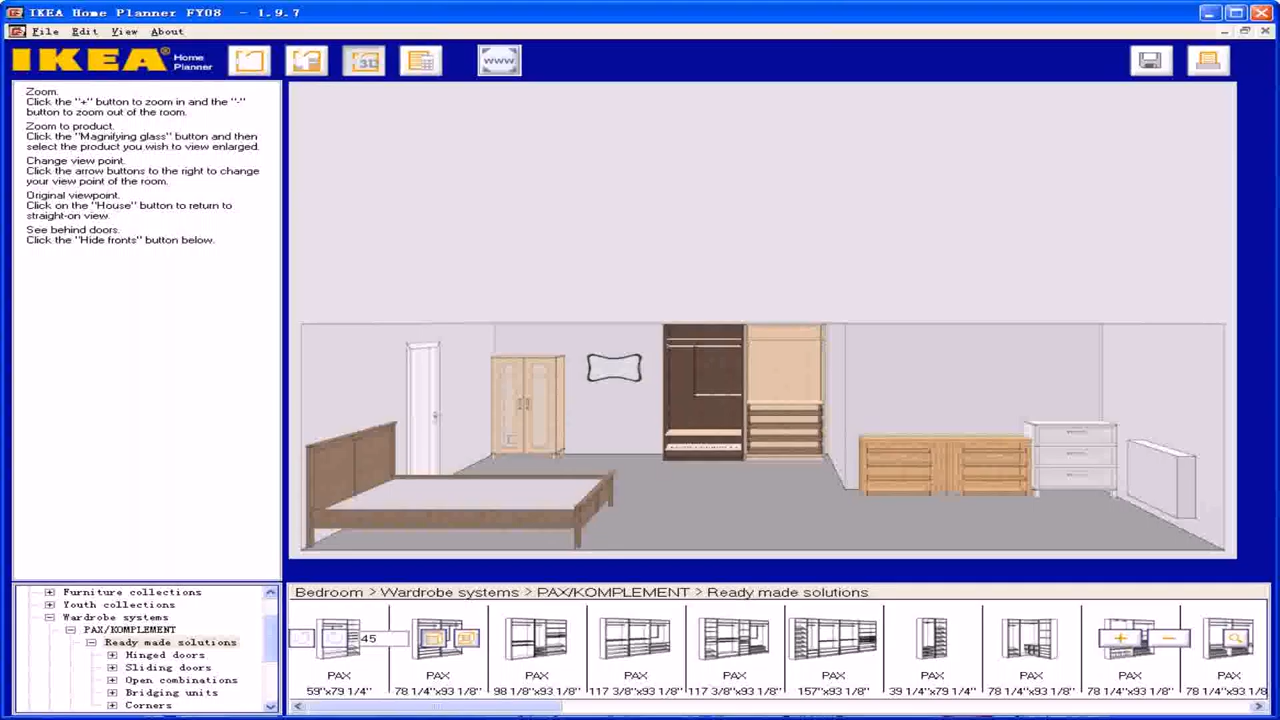 IKEA Home Planner FY08 - 1.9.7
File Edit View About
IKEA® Home Planner
3D
WWW
Zoom.
Click the "+" button to zoom in and the "-"
button to zoom out of the room.
Zoom to product.
Click the "Magnifying glass" button and then
select the product you wish to view enlarged.
Change view point.
Click the arrow buttons to the right to change
your view point of the room.
Original viewpoint.
Click on the "House" button to return to
straight-on view.
See behind doors.
Click the "Hide fronts" button below.
Furniture collections
Youth collections
Wardrobe systems
PAX/KOMPLEMENT
Ready made solutions
Hinged doors
Sliding doors
Open combinations
Bridging units
Corners
Bedroom > Wardrobe systems > PAX/KOMPLEMENT > Ready made solutions
45
PAX PAX PAX PAX PAX PAX PAX PAX PAX PAX
59"x79 1/4" 78 1/4"x93 1/8" 98 1/8"x93 1/8" 117 3/8"x93 1/8" 117 3/8"x93 1/8" 157"x93 1/8" 39 1/4"x79 1/4" 78 1/4"x93 1/8" 78 1/4"x93 1/8" 78 1/4"x93 1/8